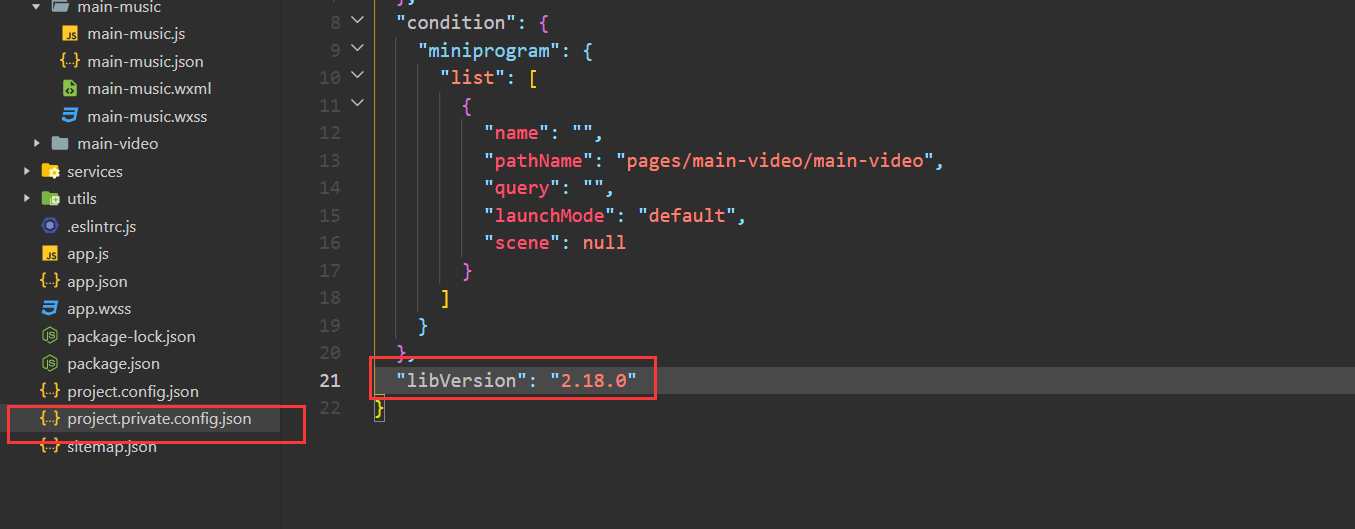 main-music
main-music.js
main-music.json
main-music.wxml
main-music.wxss
main-video
services
utils
.eslintrc.js
app.js
app.json
app.wxss
package-lock.json
package.json
project.config.json
project.private.config.json
sitemap.json
},
8 "condition": {
9 "miniprogram": {
10 "list": [
11 {
12 "name": "",
13 "pathName": "pages/main-video/main-video",
14 "query": "",
15 "launchMode": "default",
16 "scene": null
17 }
18 ]
19 }
20 },
21 "libVersion": "2.18.0"
22 }